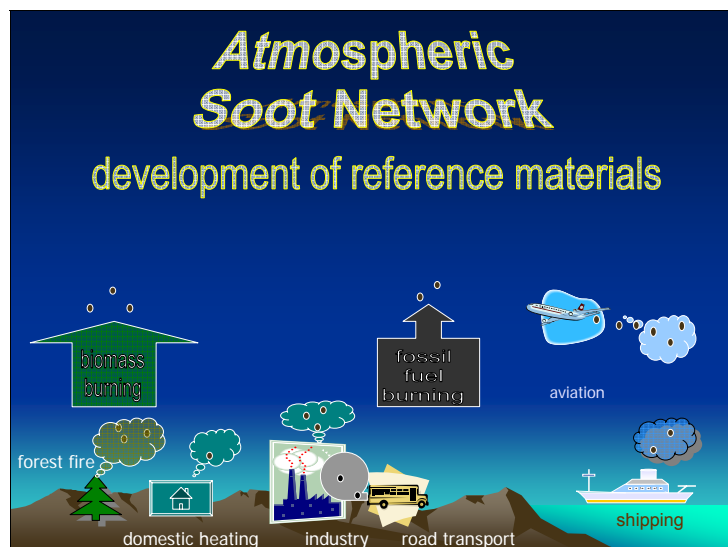 Atmospheric
Soot Network
development of reference materials
biomass
burning
fossil
fuel
burning
aviation
forest fire
shipping
domestic heating
industry
road transport